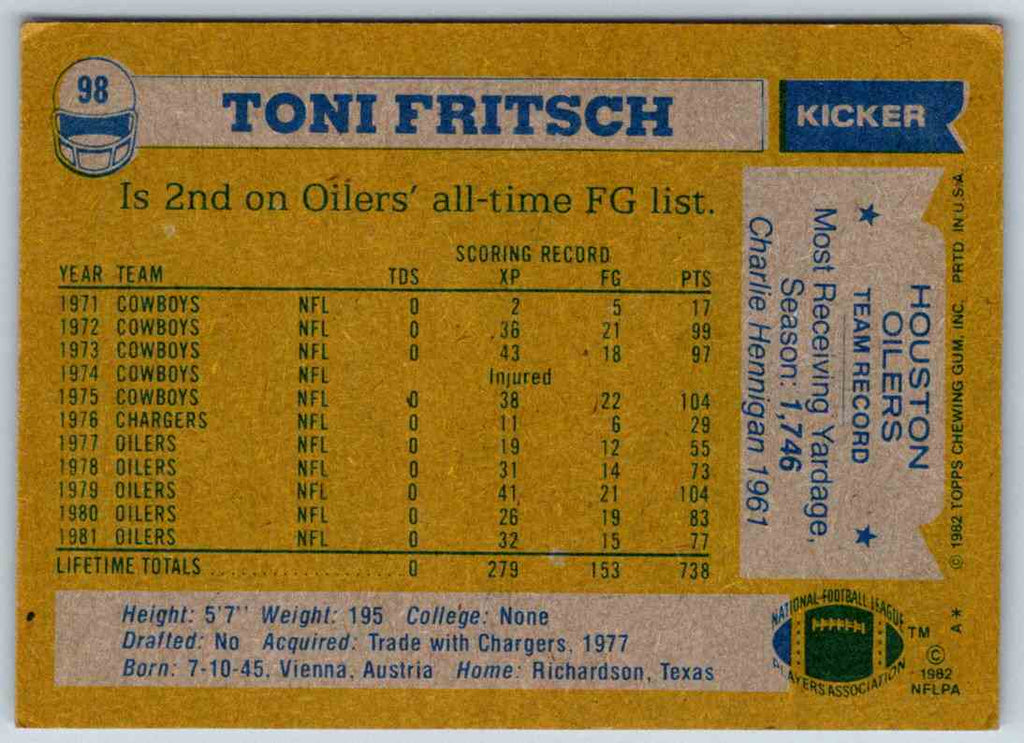 98
TONI FRITSCH
KICKER
Is 2nd on Oilers' all-time FG list.
SCORING RECORD
YEAR TEAM TDS XP FG PTS
1971 COWBOYS NFL 0 2 5 17
1972 COWBOYS NFL 0 36 21 99
1973 COWBOYS NFL 0 43 18 97
1974 COWBOYS NFL Injured
1975 COWBOYS NFL 0 38 22 104
1976 CHARGERS NFL 0 11 6 29
1977 OILERS NFL 0 19 12 55
1978 OILERS NFL 0 31 14 73
1979 OILERS NFL 0 41 21 104
1980 OILERS NFL 0 26 19 83
1981 OILERS NFL 0 32 15 77
LIFETIME TOTALS ....................0 279 153 738
Height: 5'7" Weight: 195 College: None
Drafted: No Acquired: Trade with Chargers, 1977
Born: 7-10-45, Vienna, Austria Home: Richardson, Texas
HOUSTON
OILERS
★ TEAM RECORD ★
Most Receiving Yardage,
Season: 1,746
Charlie Hennigan 1961
© 1982 TOPPS CHEWING GUM, INC. PRTD. IN U.S.A.
A*
NATIONAL FOOTBALL LEAGUE
PLAYERS ASSOCIATION
TM
©
1982
NFLPA